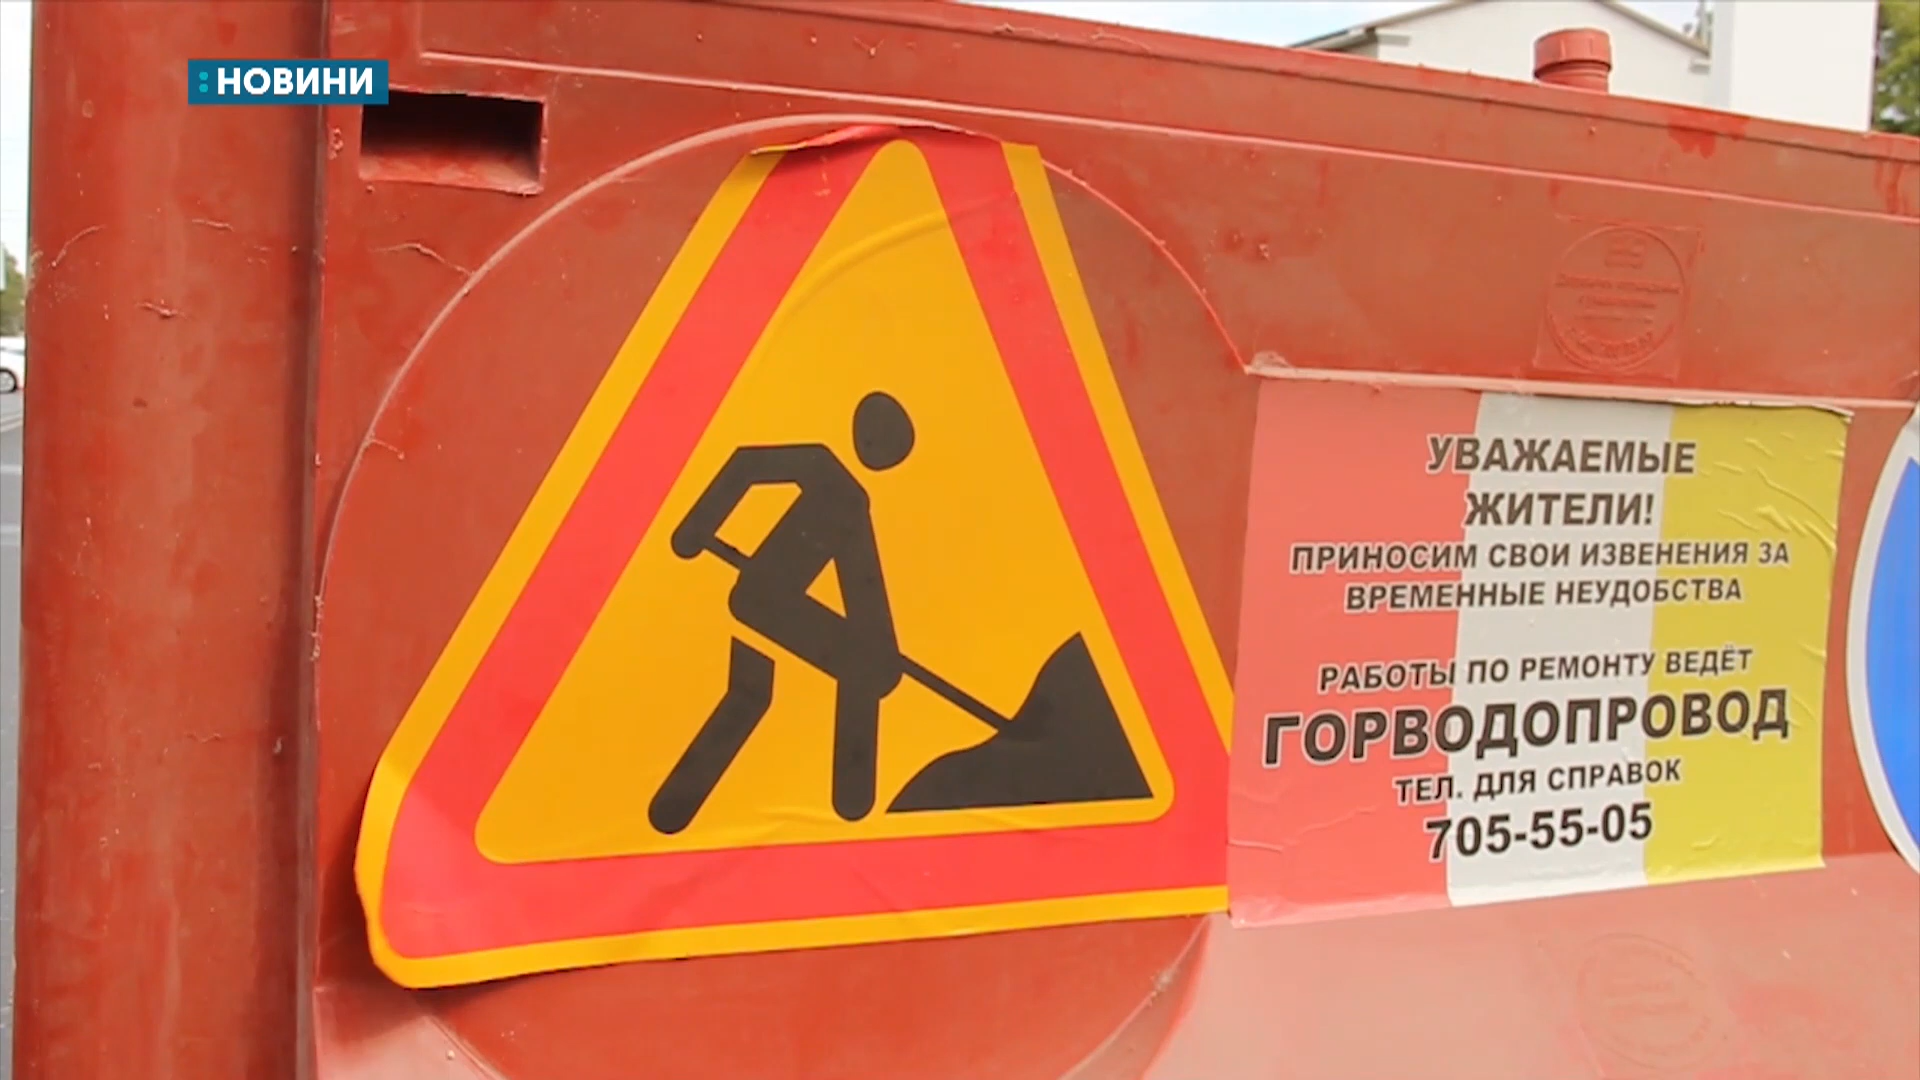 :НОВИНИ
УВАЖАЕМЫЕ
ЖИТЕЛИ!
ПРИНОСИМ СВОИ ИЗВЕНЕНИЯ ЗА
ВРЕМЕННЫЕ НЕУДОБСТВА
РАБОТЫ ПО РЕМОНТУ ВЕДЁТ
ГОРВОДОПРОВОД
ТЕЛ. ДЛЯ СПРАВОК
705-55-05